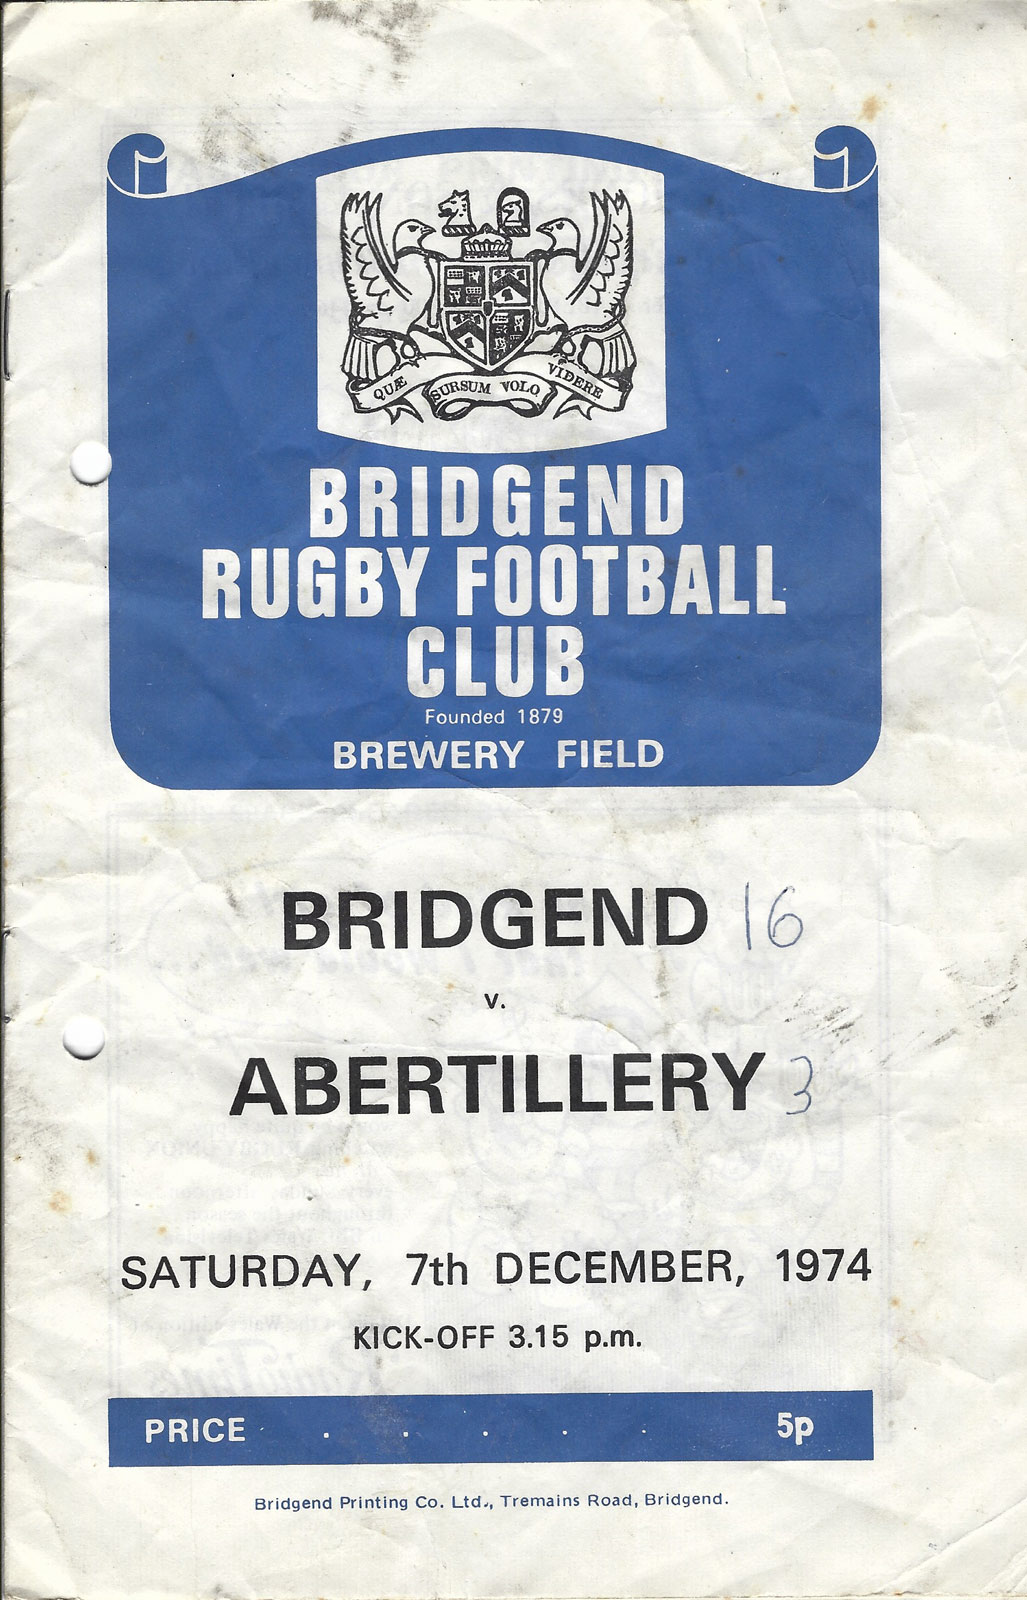 QUÆ SURSUM VOLO VIDERE
BRIDGEND
RUGBY FOOTBALL
CLUB
Founded 1879
BREWERY FIELD
BRIDGEND 16
v.
ABERTILLERY 3
SATURDAY, 7th DECEMBER, 1974
KICK-OFF 3.15 p.m.
PRICE . . . . . 5p
Bridgend Printing Co. Ltd., Tremains Road, Bridgend.